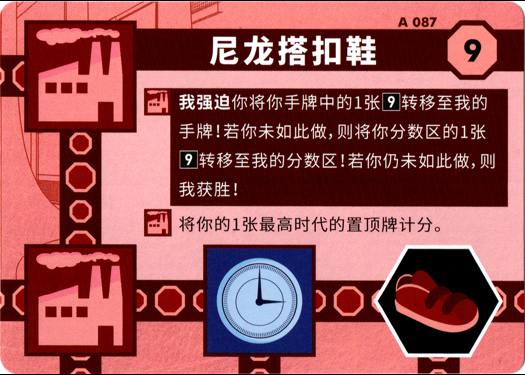 A 087
尼龙搭扣鞋
9
我强迫你将你手牌中的1张9转移至我的
手牌!若你未如此做,则将你分数区的1张
9转移至我的分数区!若你仍未如此做,则
我获胜!
将你的1张最高时代的置顶牌计分。